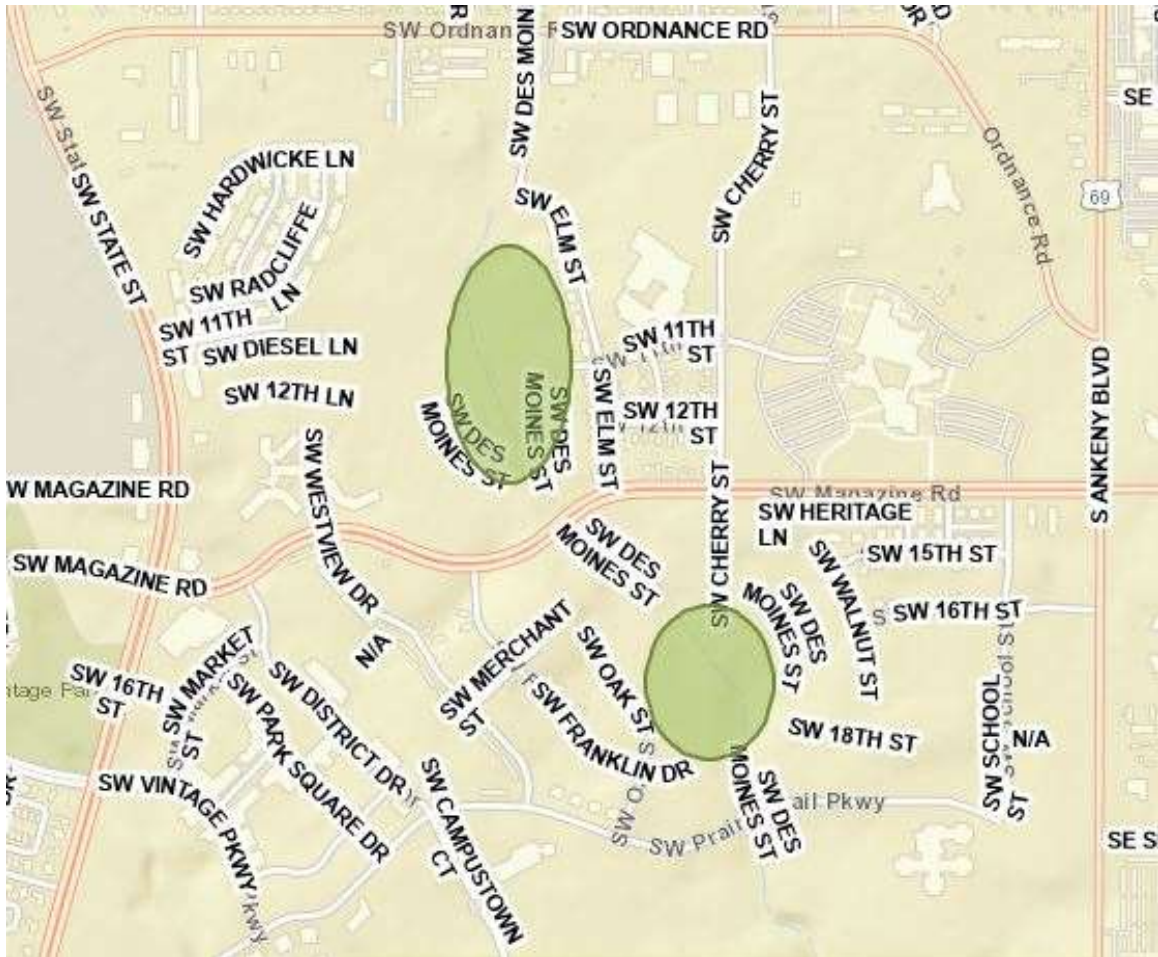 SW Ordnan
SW ORDNANCE RD
SW DES MOIN
SE
SW CHERRY ST
Ordnance Rd
69
SW Stat
SW STATE ST
SW HARDWICKE LN
SW RADCLIFFE
LN
SW ELM ST
SW 11TH
ST
SW DIESEL LN
SW 12TH LN
SW 11TH
ST
SW 12TH
ST
SW ELM ST
SW DES
MOINES ST
SW DES
MOINES ST
S ANKENY BLVD
W MAGAZINE RD
SW Magazine Rd
SW CHERRY ST
SW HERITAGE
LN
SW WESTVIEW DR
SW DES
MOINES ST
SW 15TH ST
SW MAGAZINE RD
SW WALNUT ST
SW DES
MOINES ST
SW 16TH ST
N/A
SW MERCHANT
ST
SW OAK ST
SW MARKET
ST
SW 16TH
ST
ntage Par
SW DISTRICT DR
SW PARK SQUARE DR
SW FRANKLIN DR
SW 18TH ST
SW SCHOOL
ST
N/A
SW VINTAGE PKWY
Pkwy
SW CAMPUSTOWN
CT
SW O
SW Prair
ail Pkwy
SW DES
MOINES ST
SE S